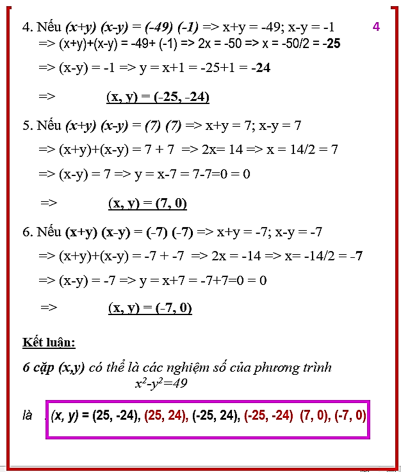 4. Nếu (x+y) (x-y) = (-49) (-1) => x+y = -49; x-y = -1 4
=> (x+y)+(x-y) = -49+ (-1) => 2x = -50 => x = -50/2 = -25
=> (x-y) = -1 => y = x+1 = -25+1 = -24
=> (x, y) = (-25, -24)
5. Nếu (x+y) (x-y) = (7) (7) => x+y = 7; x-y = 7
=> (x+y)+(x-y) = 7 + 7 => 2x= 14 => x = 14/2 = 7
=> (x-y) = 7 => y = x-7 = 7-7=0 = 0
=> (x, y) = (7, 0)
6. Nếu (x+y) (x-y) = (-7) (-7) => x+y = -7; x-y = -7
=> (x+y)+(x-y) = -7 + -7 => 2x = -14 => x= -14/2 = -7
=> (x-y) = -7 => y = x+7 = -7+7=0 = 0
=> (x, y) = (-7, 0)
Kết luận:
6 cặp (x,y) có thể là các nghiệm số của phương trình
x²-y²=49
là (x, y) = (25, -24), (25, 24), (-25, 24), (-25, -24) (7, 0), (-7, 0)